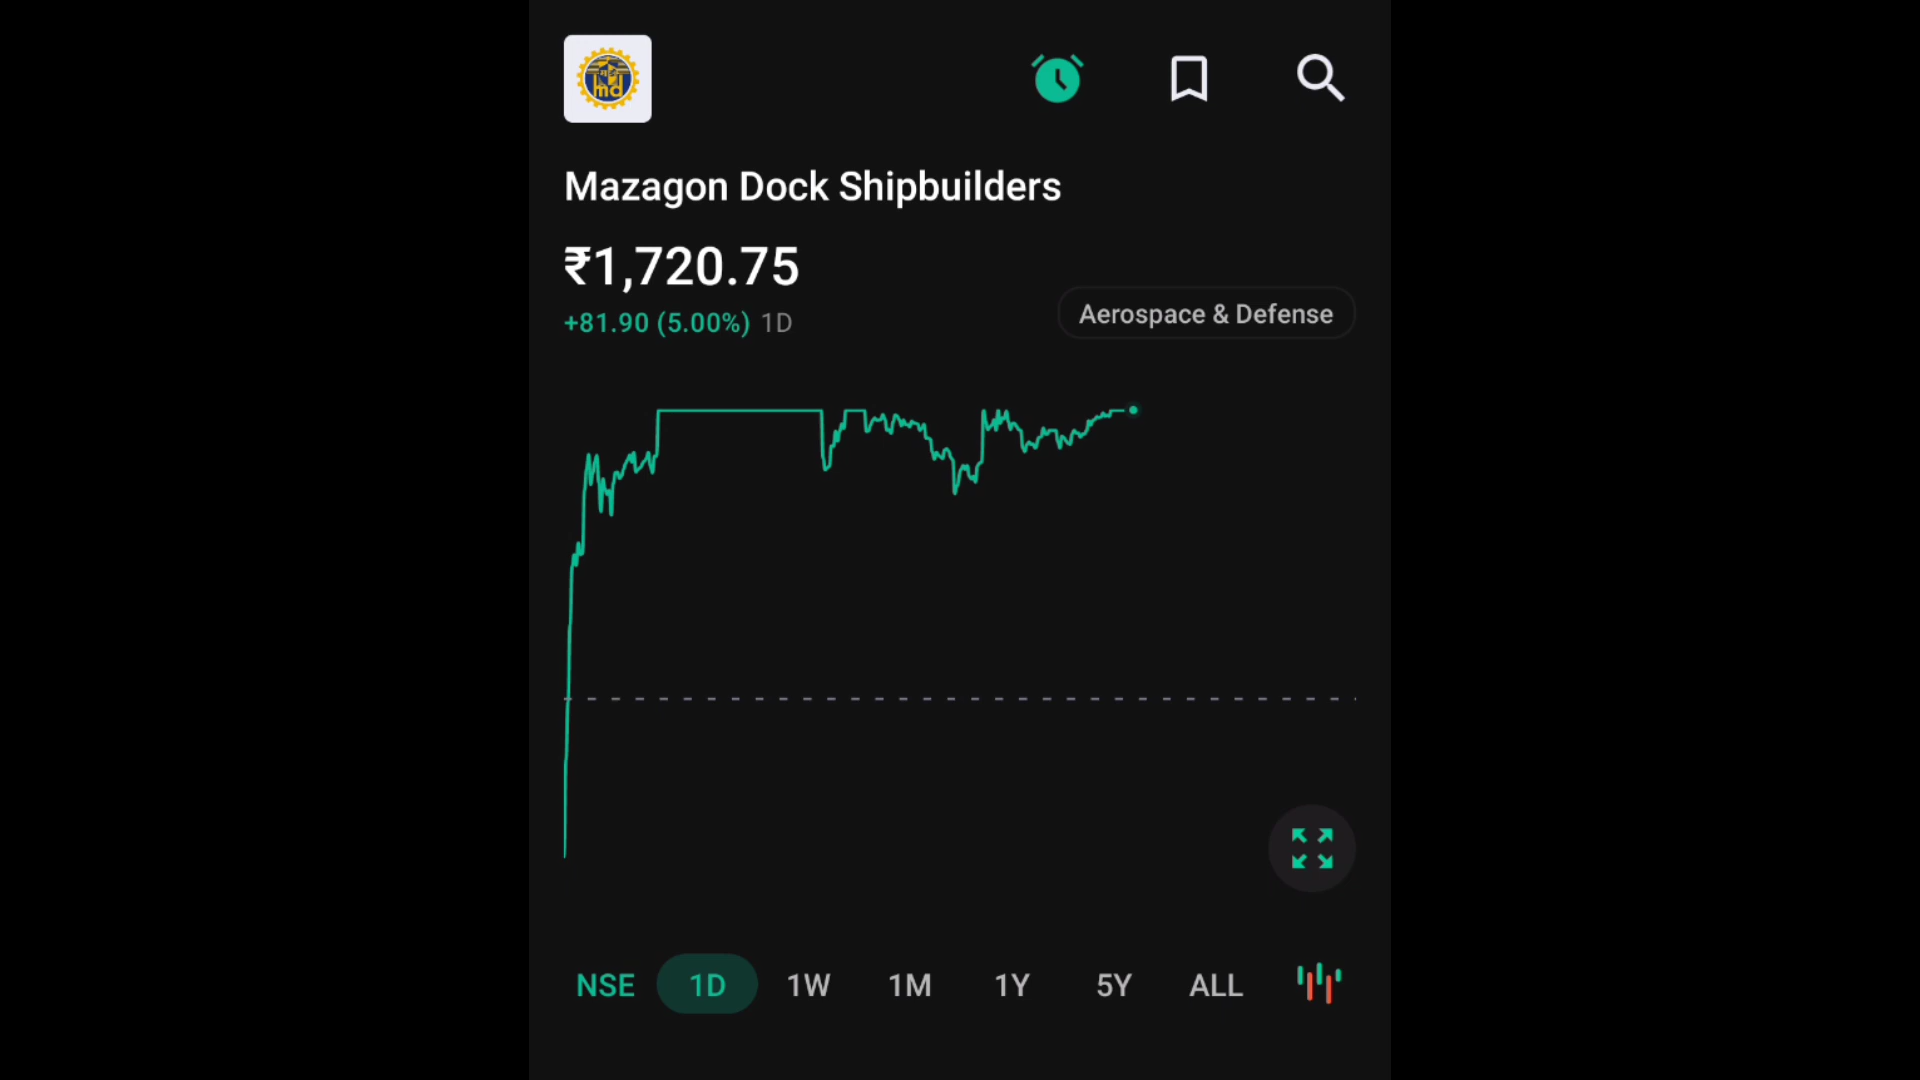 md
Mazagon Dock Shipbuilders
₹1,720.75
+81.90 (5.00%) 1D
Aerospace & Defense
NSE 1D 1W 1M 1Y 5Y ALL